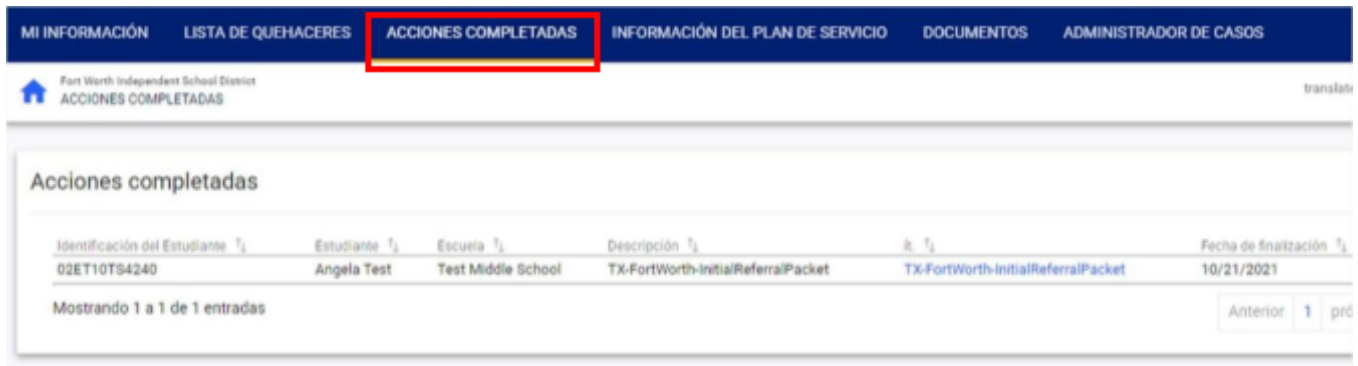 MI INFORMACIÓN LISTA DE QUEHACERES ACCIONES COMPLETADAS INFORMACIÓN DEL PLAN DE SERVICIO DOCUMENTOS ADMINISTRADOR DE CASOS
Fort Worth Independent School District
ACCIONES COMPLETADAS
translate
Acciones completadas
Identificación del Estudiante Estudiante Escuela Descripción it. Fecha de finalización
02ET10TS4240 Angela Test Test Middle School TX-FortWorth-InitialReferralPacket TX-FortWorth-InitialReferralPacket 10/21/2021
Mostrando 1 a 1 de 1 entradas
Anterior 1 pró